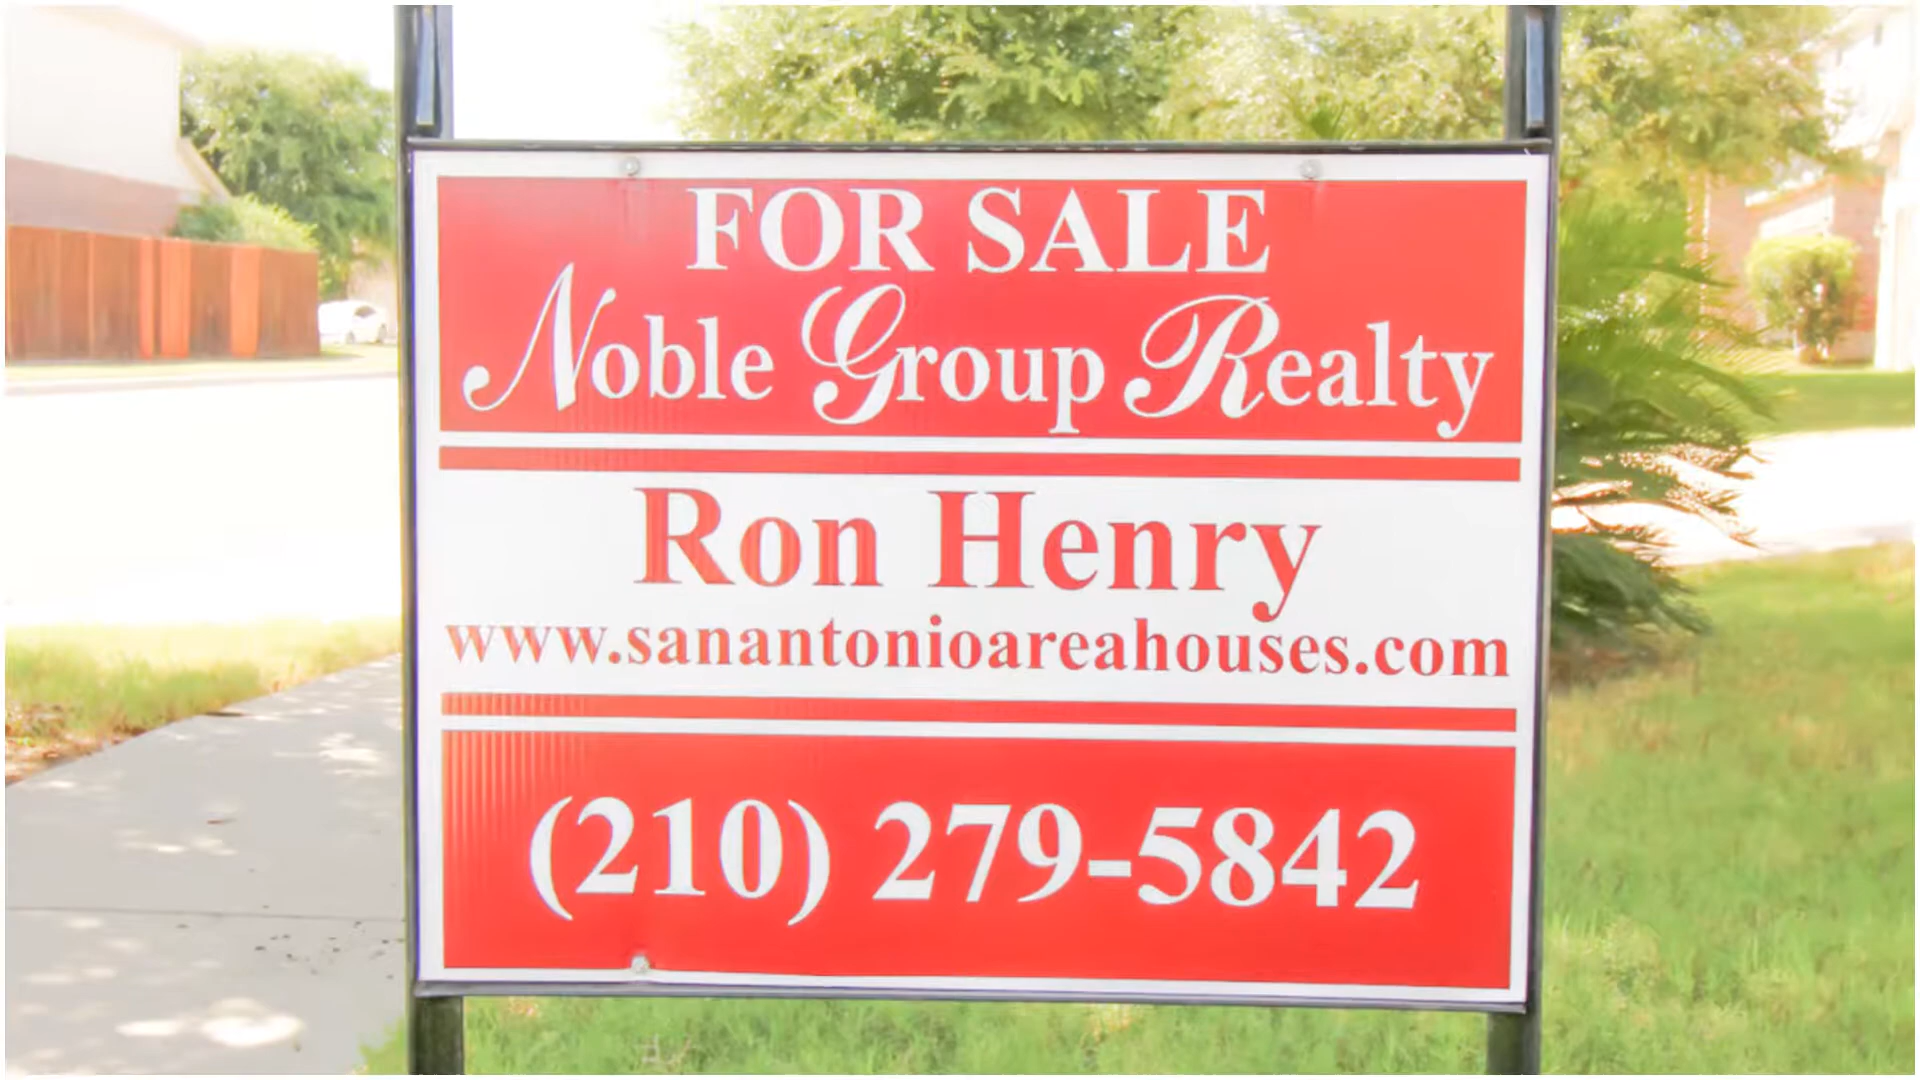 FOR SALE
Noble Group Realty
Ron Henry
www.sanantonioareahouses.com
(210) 279-5842